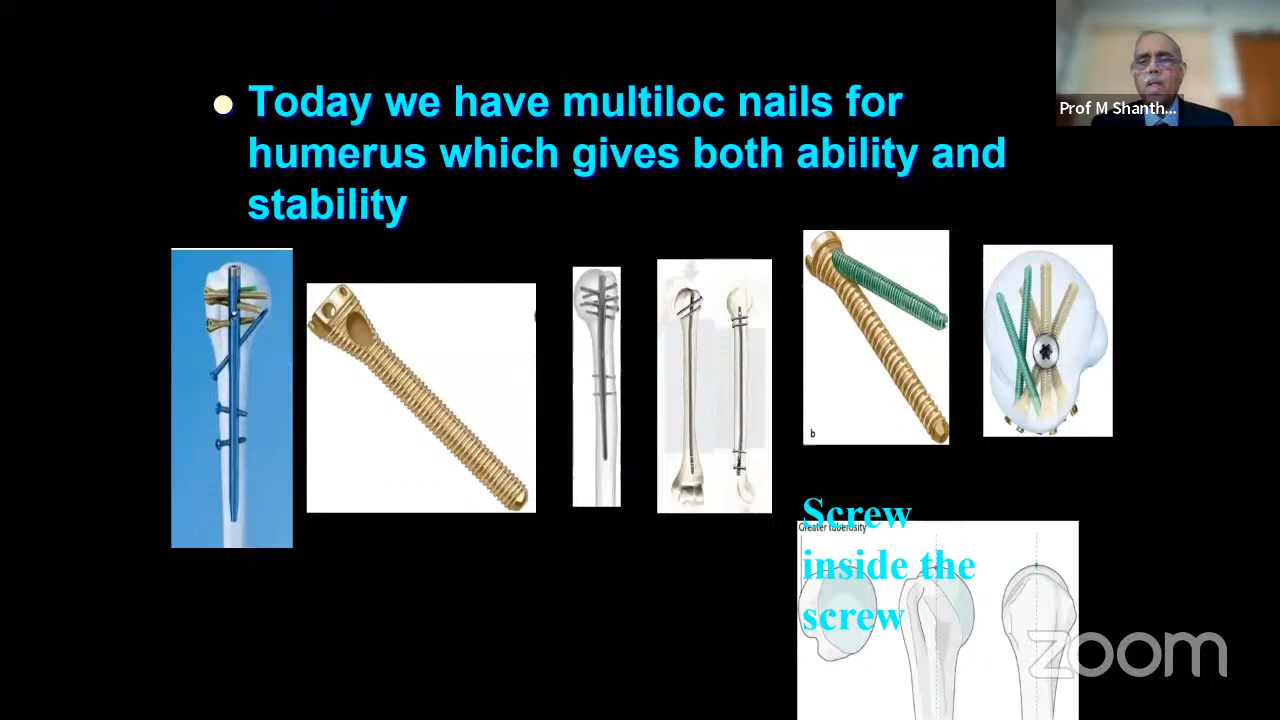 Today we have multiloc nails for
humerus which gives both ability and
stability
Prof M Shanth...
b
Screw
Greater tuberosity
inside the
screw
zoom